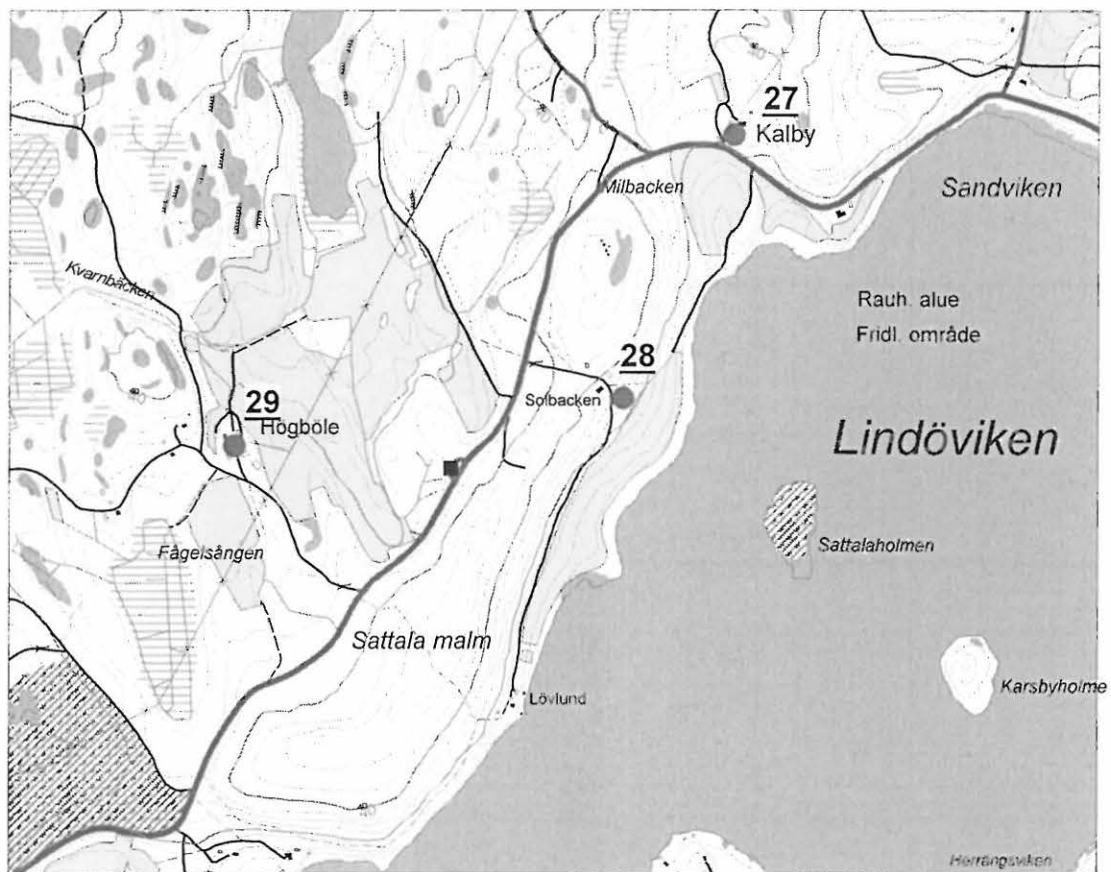 27
Kalby
Milbacken
Sandviken
Kvarnbäcken
Rauh. alue
Fridl. område
28
Solbacken
29
Högböle
Lindöviken
Fågelsången
Sattalaholmen
Sattala malm
Karsbyholme
Lövlund
Herrängsviken